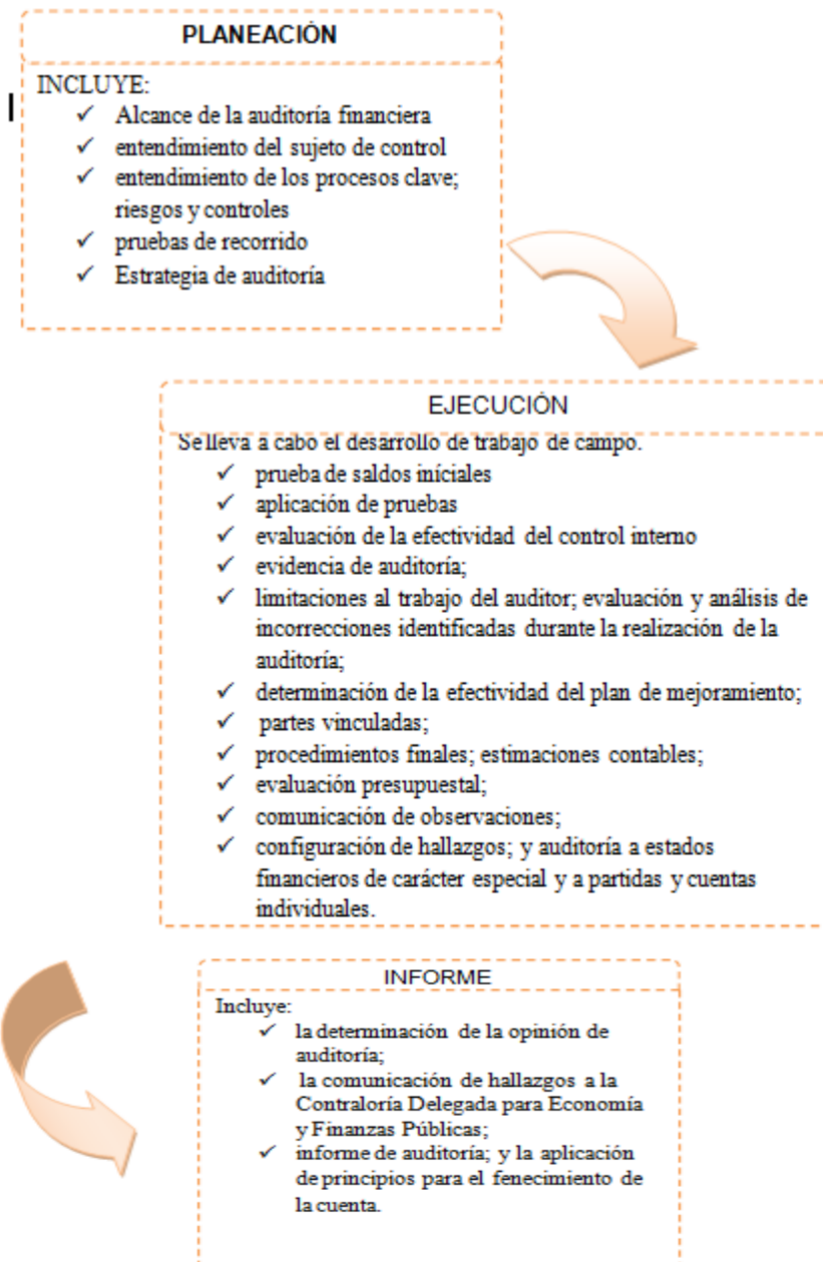 PLANEACIÓN
INCLUYE:
✓ Alcance de la auditoría financiera
✓ entendimiento del sujeto de control
✓ entendimiento de los procesos clave;
riesgos y controles
✓ pruebas de recorrido
✓ Estrategia de auditoría
EJECUCIÓN
Se lleva a cabo el desarrollo de trabajo de campo.
✓ prueba de saldos iníciales
✓ aplicación de pruebas
✓ evaluación de la efectividad del control interno
✓ evidencia de auditoría;
✓ limitaciones al trabajo del auditor; evaluación y análisis de
incorrecciones identificadas durante la realización de la
auditoría;
✓ determinación de la efectividad del plan de mejoramiento;
✓ partes vinculadas;
✓ procedimientos finales; estimaciones contables;
✓ evaluación presupuestal;
✓ comunicación de observaciones;
✓ configuración de hallazgos; y auditoría a estados
financieros de carácter especial y a partidas y cuentas
individuales.
INFORME
Incluye:
✓ la determinación de la opinión de
auditoría;
✓ la comunicación de hallazgos a la
Contraloría Delegada para Economía
y Finanzas Públicas;
✓ informe de auditoría; y la aplicación
de principios para el fenecimiento de
la cuenta.